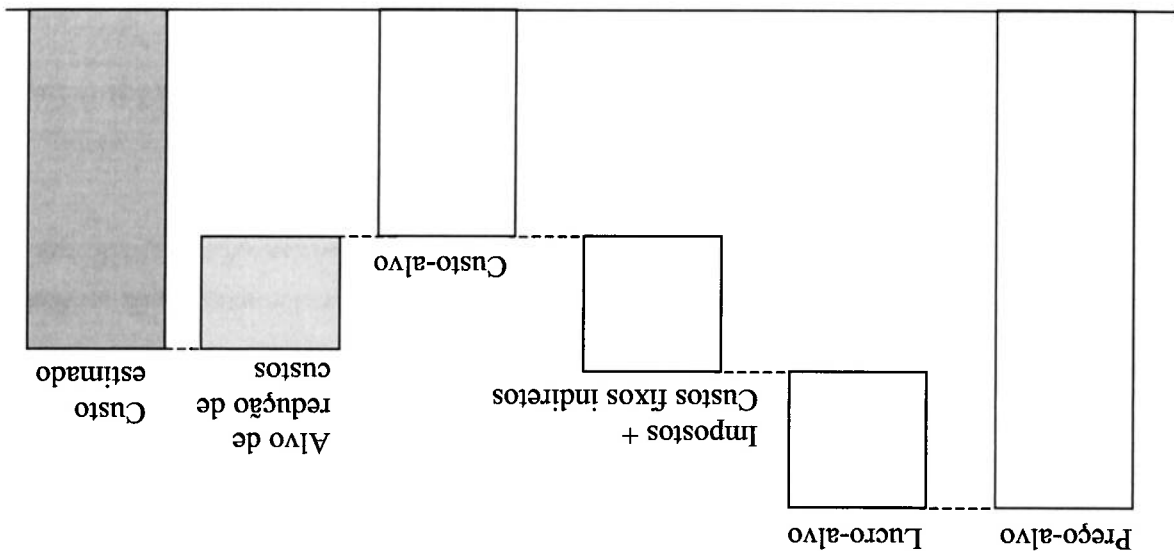 Preço-alvo
Lucro-alvo
Impostos +
Custos fixos indiretos
Custo-alvo
Alvo de
redução de
custos
Custo
estimado